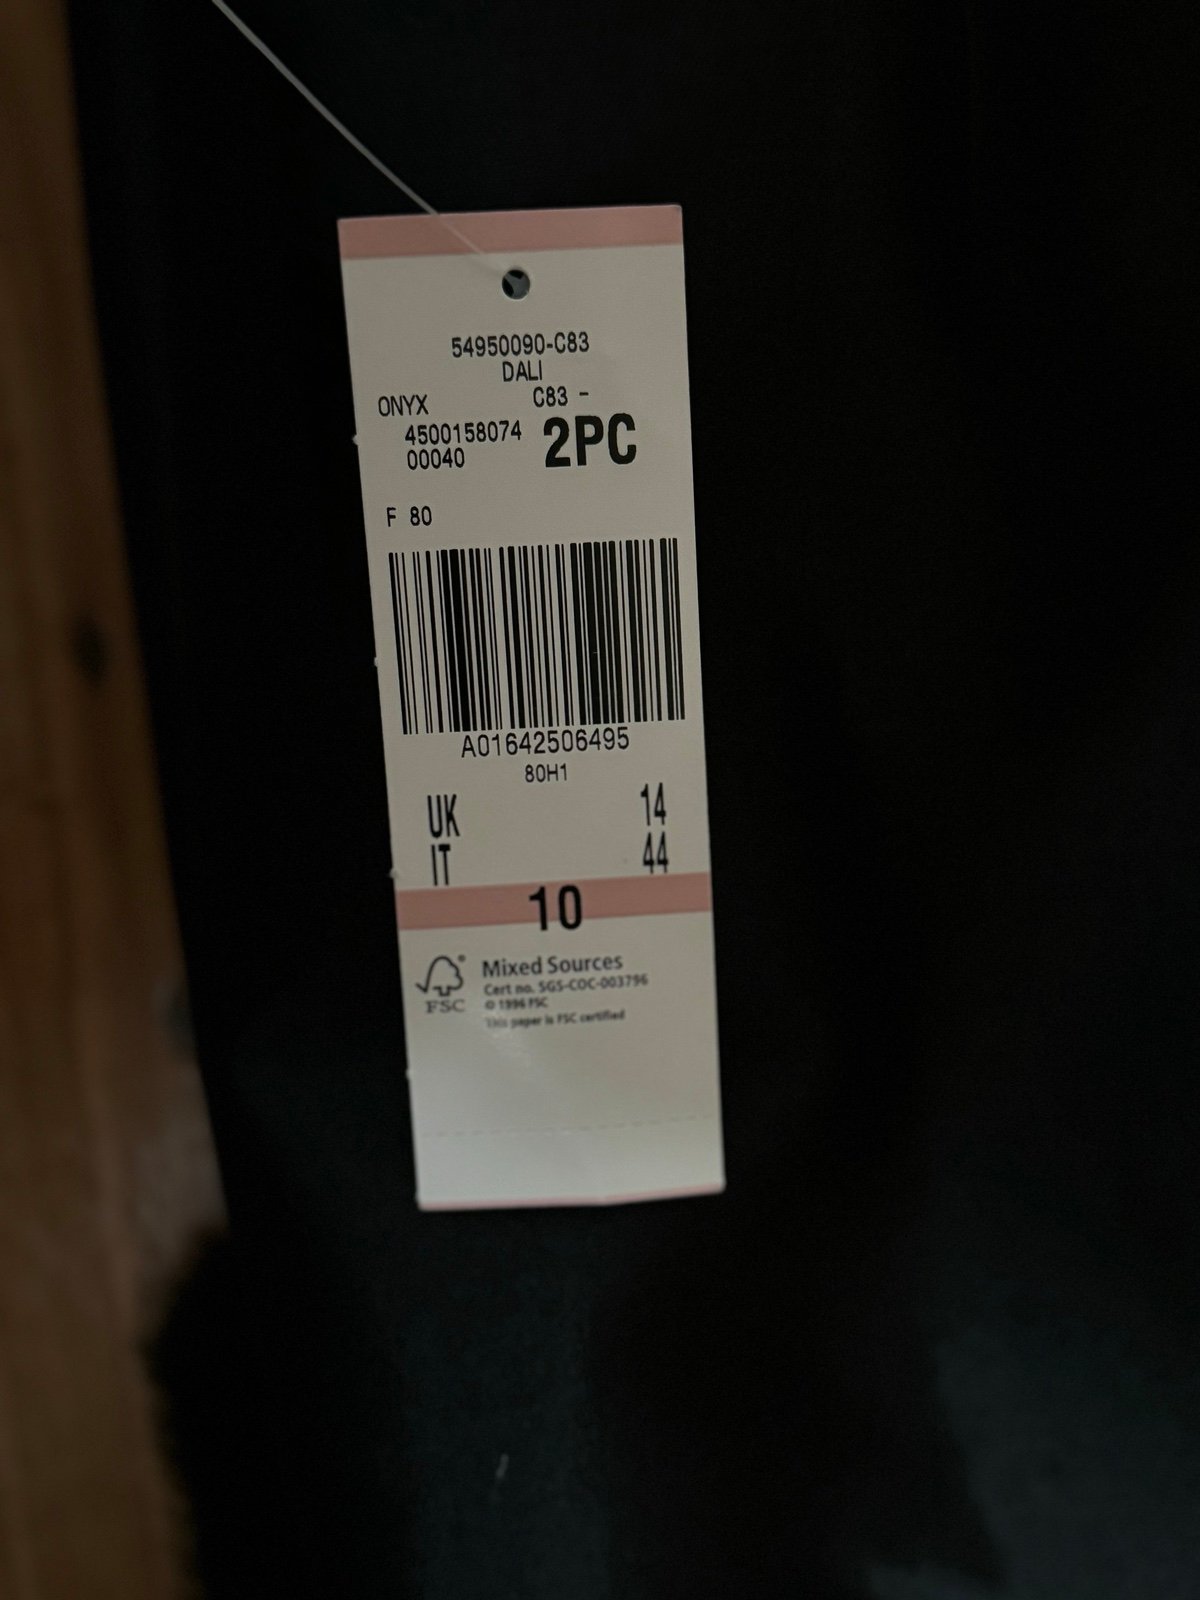 54950090-C83
DALI
ONYX C83 -
4500158074 2PC
00040
F 80
A01642506495
80H1
UK 14
IT 44
10
FSC® Mixed Sources
Cert no. SGS-COC-003796
© 1996 FSC
This paper is FSC certified